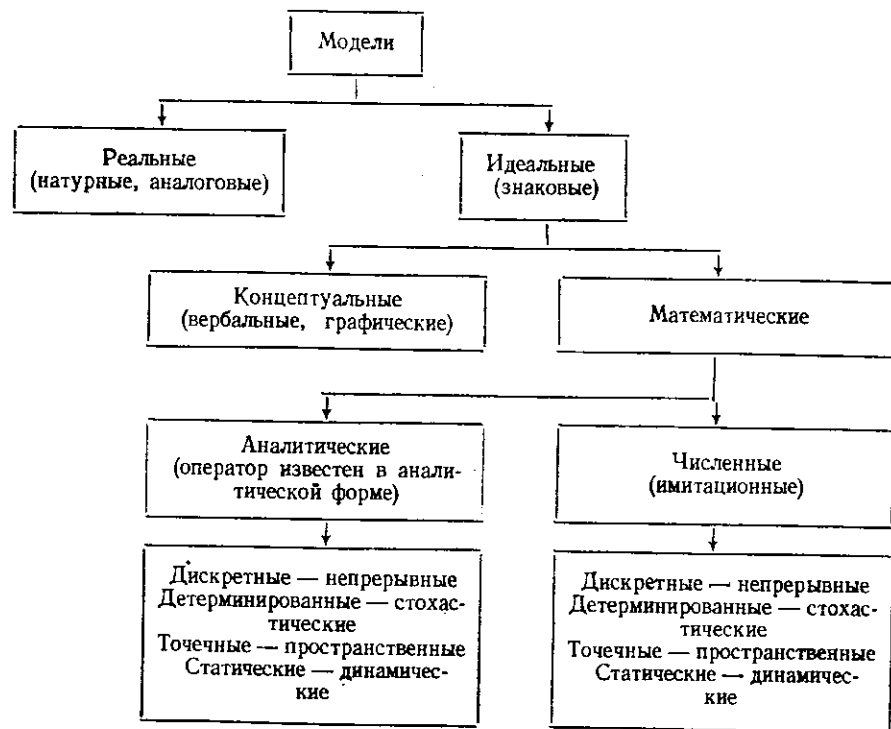 Модели
Реальные
(натурные, аналоговые)
Идеальные
(знаковые)
Концептуальные
(вербальные, графические)
Математические
Аналитические
(оператор известен в анали-
тической форме)
Численные
(имитационные)
Дискретные — непрерывные
Детерминированные — стохас-
тические
Точечные — пространственные
Статические — динамичес-
кие
Дискретные — непрерывные
Детерминированные — стохас-
тические
Точечные — пространственные
Статические — динамичес-
кие